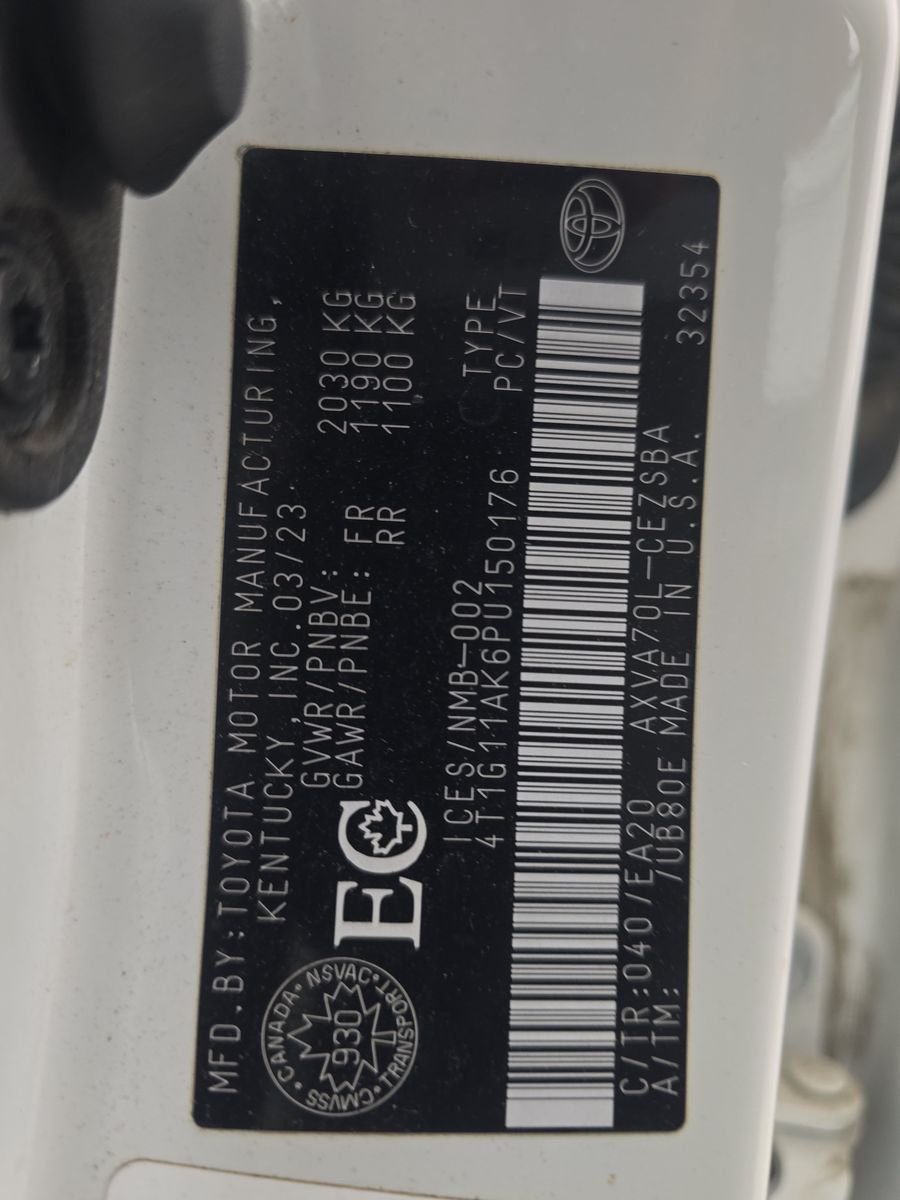 MFD.BY:TOYOTA MOTOR MANUFACTURING,
KENTUCKY,INC.03/23
GVWR/PNBV: 2030 KG
GAWR/PNBE: FR 1190 KG
RR 1100 KG
CANADA • NSVAC • TRANSPORT • CMVSS •
930
EC
ICES/NMB-002 TYPE
4T1G11AK6PU150176 PC/VT
C/TR:040/EA20 AXVA70L-CEZSBA
A/TM: /UB80E MADE IN U.S.A. 32354